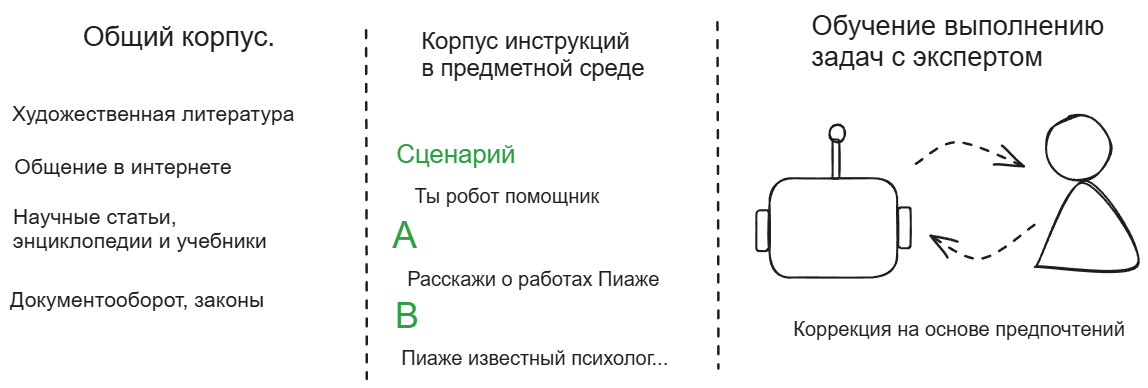 Общий корпус.
Художественная литература
Общение в интернете
Научные статьи,
энциклопедии и учебники
Документооборот, законы
Корпус инструкций
в предметной среде
Сценарий
Ты робот помощник
A
Расскажи о работах Пиаже
B
Пиаже известный психолог...
Обучение выполнению
задач с экспертом
Коррекция на основе предпочтений